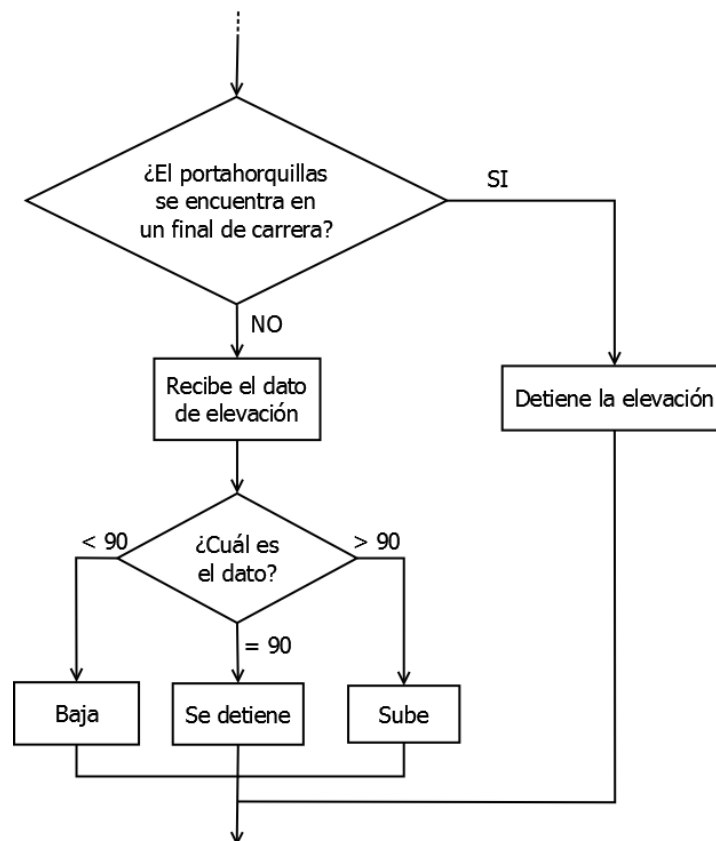 ¿El portahorquillas
se encuentra en
un final de carrera?
SI
NO
Recibe el dato
de elevación
Detiene la elevación
< 90
¿Cuál es
el dato?
> 90
= 90
Baja
Se detiene
Sube